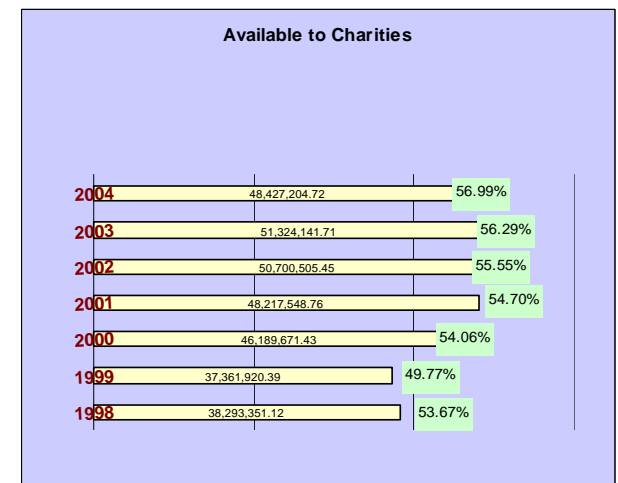 Available to Charities
2004 48,427,204.72 56.99%
2003 51,324,141.71 56.29%
2002 50,700,505.45 55.55%
2001 48,217,548.76 54.70%
2000 46,189,671.43 54.06%
1999 37,361,920.39 49.77%
1998 38,293,351.12 53.67%